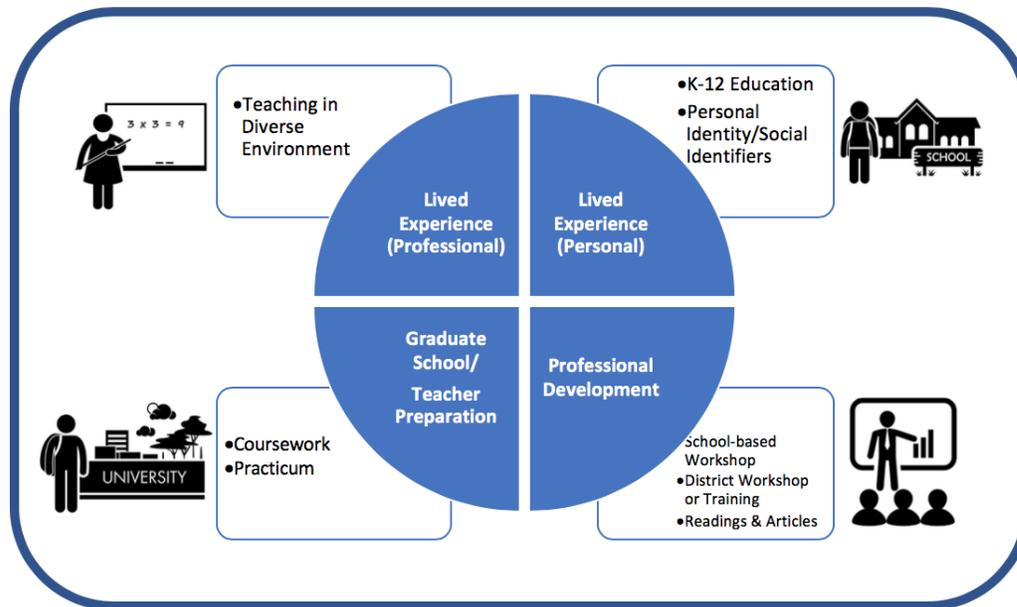 3 x 3 = 9
•Teaching in
Diverse
Environment
Lived
Experience
(Professional)
•K-12 Education
•Personal
Identity/Social
Identifiers
SCHOOL
Lived
Experience
(Personal)
Graduate
School/
Teacher
Preparation
•Coursework
•Practicum
UNIVERSITY
Professional
Development
School-based
Workshop
•District Workshop
or Training
•Readings & Articles